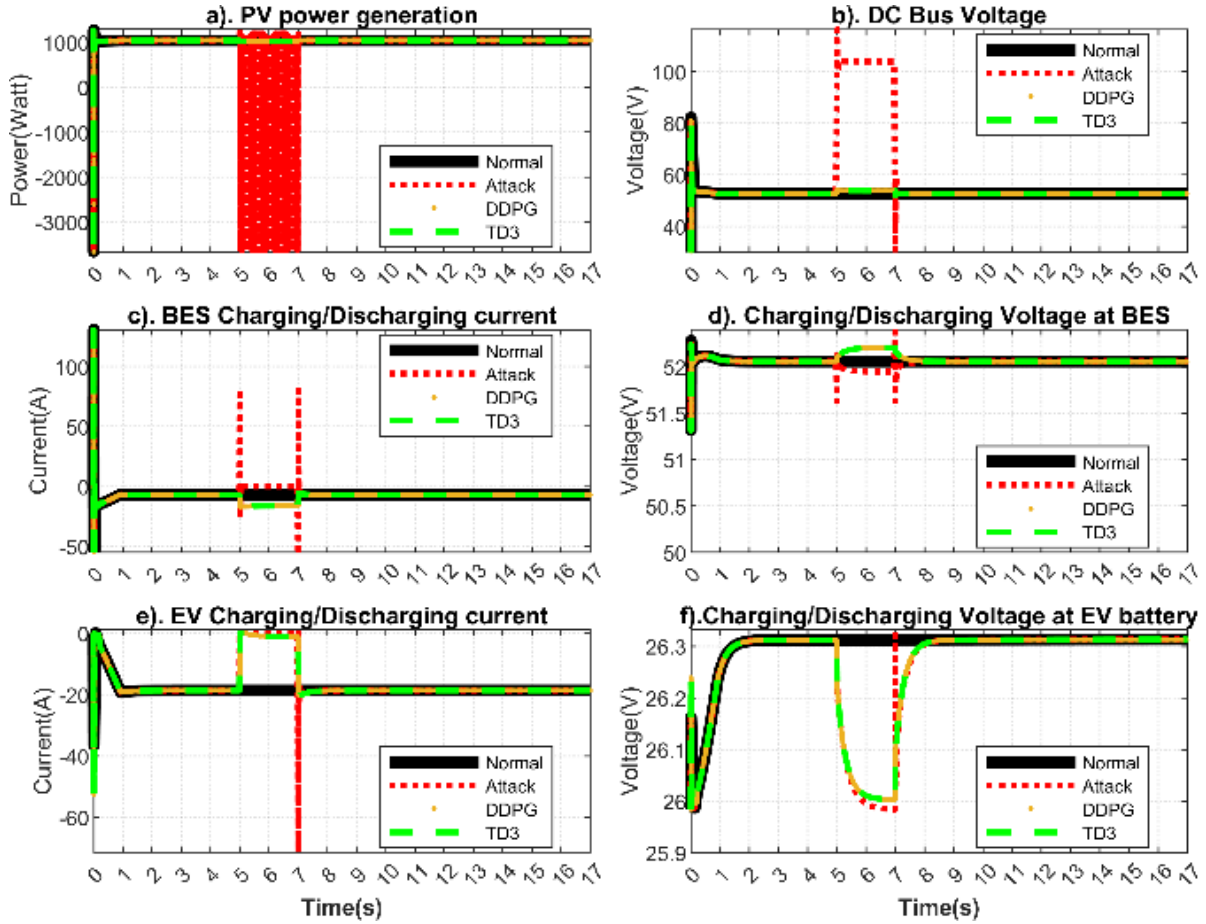 a). PV power generation
Power(Watt)
1000
0
-1000
-2000
-3000
Normal
Attack
DDPG
TD3
0 1 2 3 4 5 6 7 8 9 10 11 12 13 14 15 16 17
b). DC Bus Voltage
Voltage(V)
100
80
60
40
Normal
Attack
DDPG
TD3
0 1 2 3 4 5 6 7 8 9 10 11 12 13 14 15 16 17
c). BES Charging/Discharging current
Current(A)
100
50
0
-50
Normal
Attack
DDPG
TD3
0 1 2 3 4 5 6 7 8 9 10 11 12 13 14 15 16 17
d). Charging/Discharging Voltage at BES
Voltage(V)
52
51.5
51
50.5
50
Normal
Attack
DDPG
TD3
0 1 2 3 4 5 6 7 8 9 10 11 12 13 14 15 16 17
e). EV Charging/Discharging current
Current(A)
0
-20
-40
-60
Normal
Attack
DDPG
TD3
0 1 2 3 4 5 6 7 8 9 10 11 12 13 14 15 16 17
Time(s)
f).Charging/Discharging Voltage at EV battery
Voltage(V)
26.3
26.2
26.1
26
25.9
Normal
Attack
DDPG
TD3
0 1 2 3 4 5 6 7 8 9 10 11 12 13 14 15 16 17
Time(s)